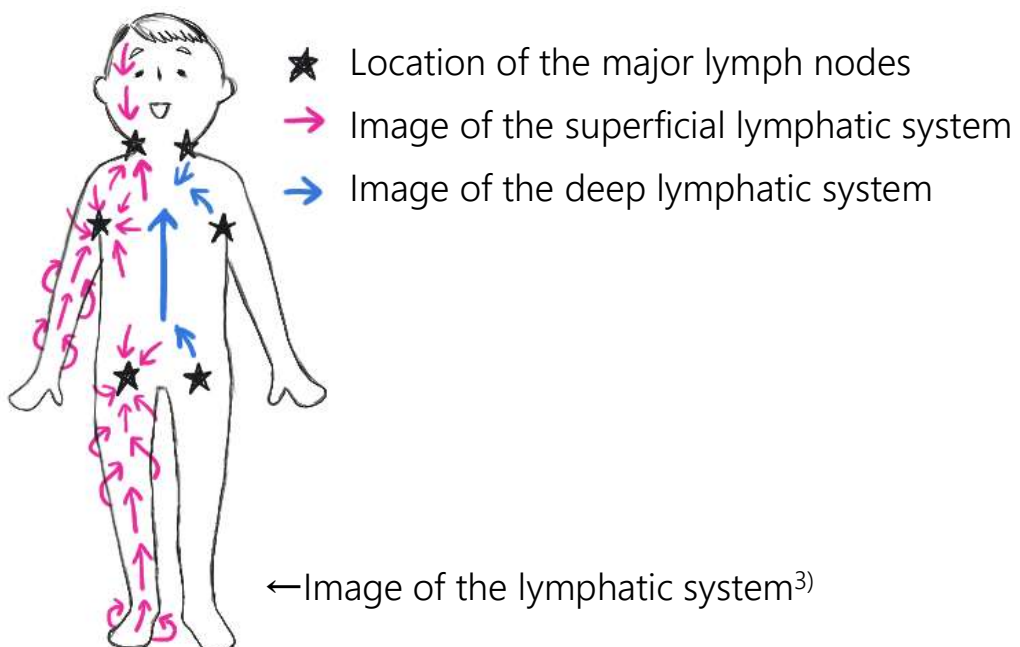 Location of the major lymph nodes
Image of the superficial lymphatic system
Image of the deep lymphatic system
←Image of the lymphatic system3)